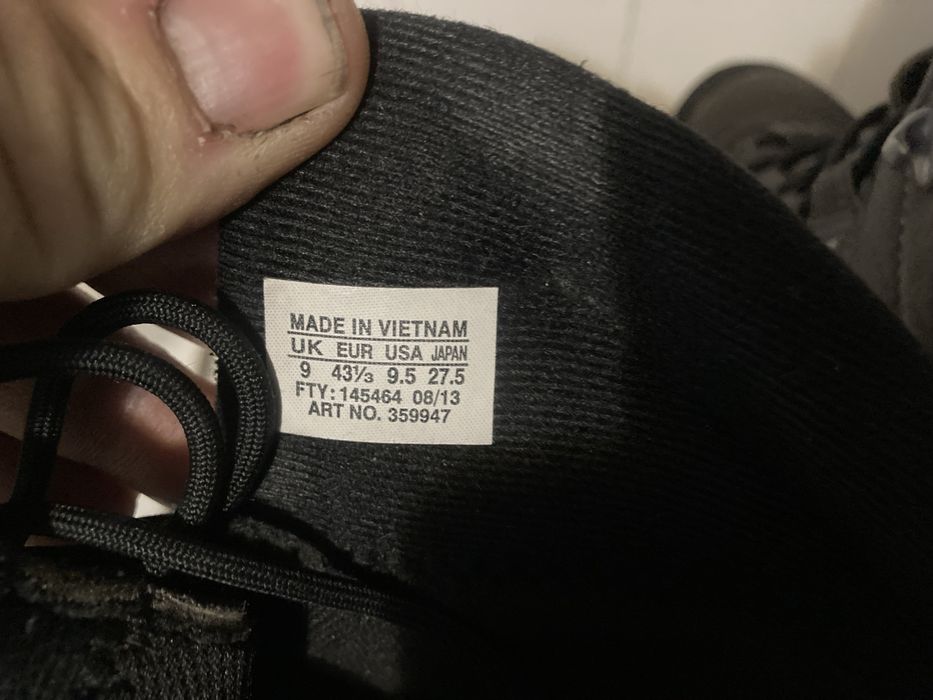 MADE IN VIETNAM
UK EUR USA JAPAN
9 43⅓ 9.5 27.5
FTY: 145464 08/13
ART NO. 359947